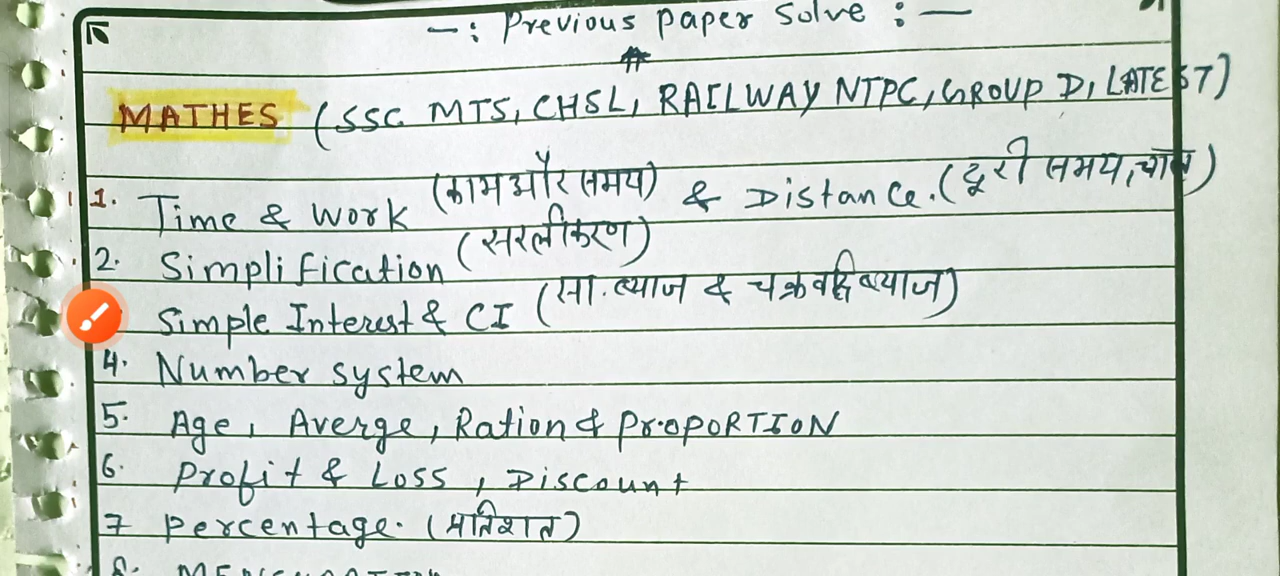 -: Previous paper solve :-
MATHES (SSC MTS, CHSL, RAILWAY NTPC, GROUP D, LATEST)
1. Time & Work (काम और समय) & Distance. (दूरी समय, चाल)
2. Simplification (सरलीकरण)
Simple Interest & CI (सा. ब्याज & चक्रवृद्धि ब्याज)
4. Number system
5. Age, Averge, Ration & PROPORTION
6. Profit & Loss, Discount
7 Percentage. (प्रतिशत)
8.